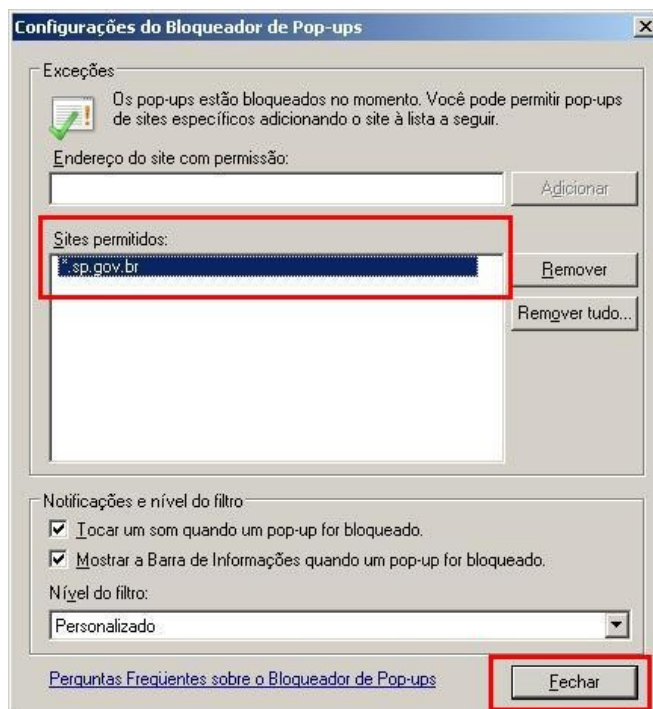 Configurações do Bloqueador de Pop-ups
Exceções
Os pop-ups estão bloqueados no momento. Você pode permitir pop-ups
de sites específicos adicionando o site à lista a seguir.
Endereço do site com permissão:
Adicionar
Sites permitidos:
*.sp.gov.br
Remover
Remover tudo...
Notificações e nível do filtro
Tocar um som quando um pop-up for bloqueado.
Mostrar a Barra de Informações quando um pop-up for bloqueado.
Nível do filtro:
Personalizado
Perguntas Freqüentes sobre o Bloqueador de Pop-ups
Fechar